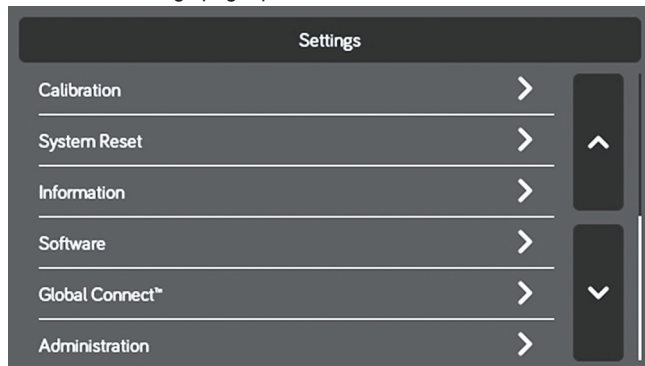 Settings
Calibration
System Reset
Information
Software
Global Connect™
Administration